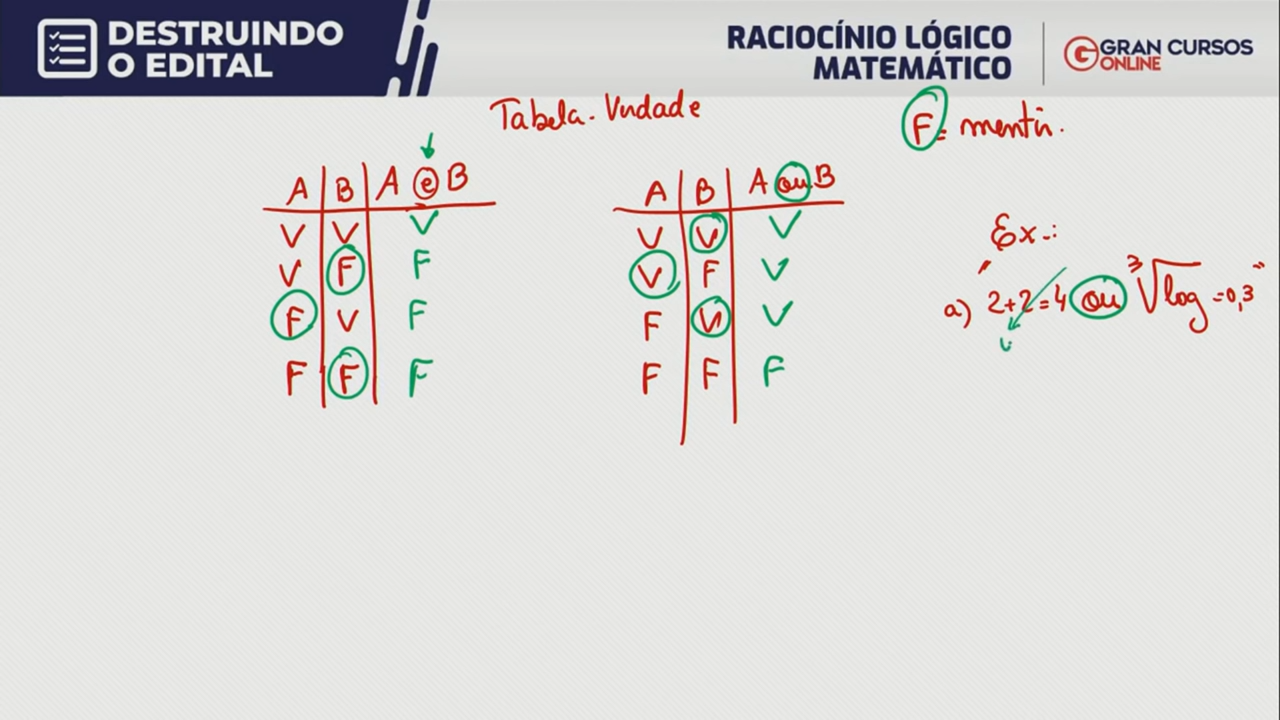 DESTRUINDO
O EDITAL
RACIOCÍNIO LÓGICO
MATEMÁTICO
GRAN CURSOS
ONLINE
Tabela-Verdade
F = mentir.
A B A e B
V V V
V F F
F V F
F F F
A B A ou B
V V V
V F V
F V V
F F F
Ex.:
a) "2+2=4 ou ∛log = 0,3"
V